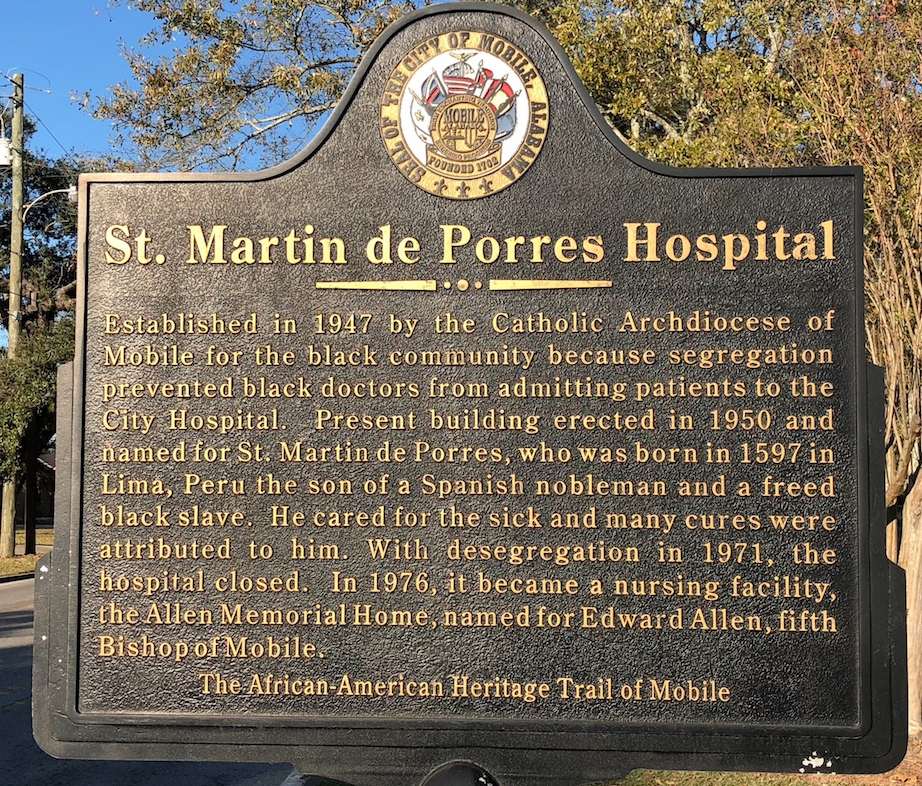 SEAL OF THE CITY OF MOBILE, ALABAMA
MOBILE
FOUNDED 1702
St. Martin de Porres Hospital
Established in 1947 by the Catholic Archdiocese of
Mobile for the black community because segregation
prevented black doctors from admitting patients to the
City Hospital. Present building erected in 1950 and
named for St. Martin de Porres, who was born in 1597 in
Lima, Peru the son of a Spanish nobleman and a freed
black slave. He cared for the sick and many cures were
attributed to him. With desegregation in 1971, the
hospital closed. In 1976, it became a nursing facility,
the Allen Memorial Home, named for Edward Allen, fifth
Bishop of Mobile.
The African-American Heritage Trail of Mobile